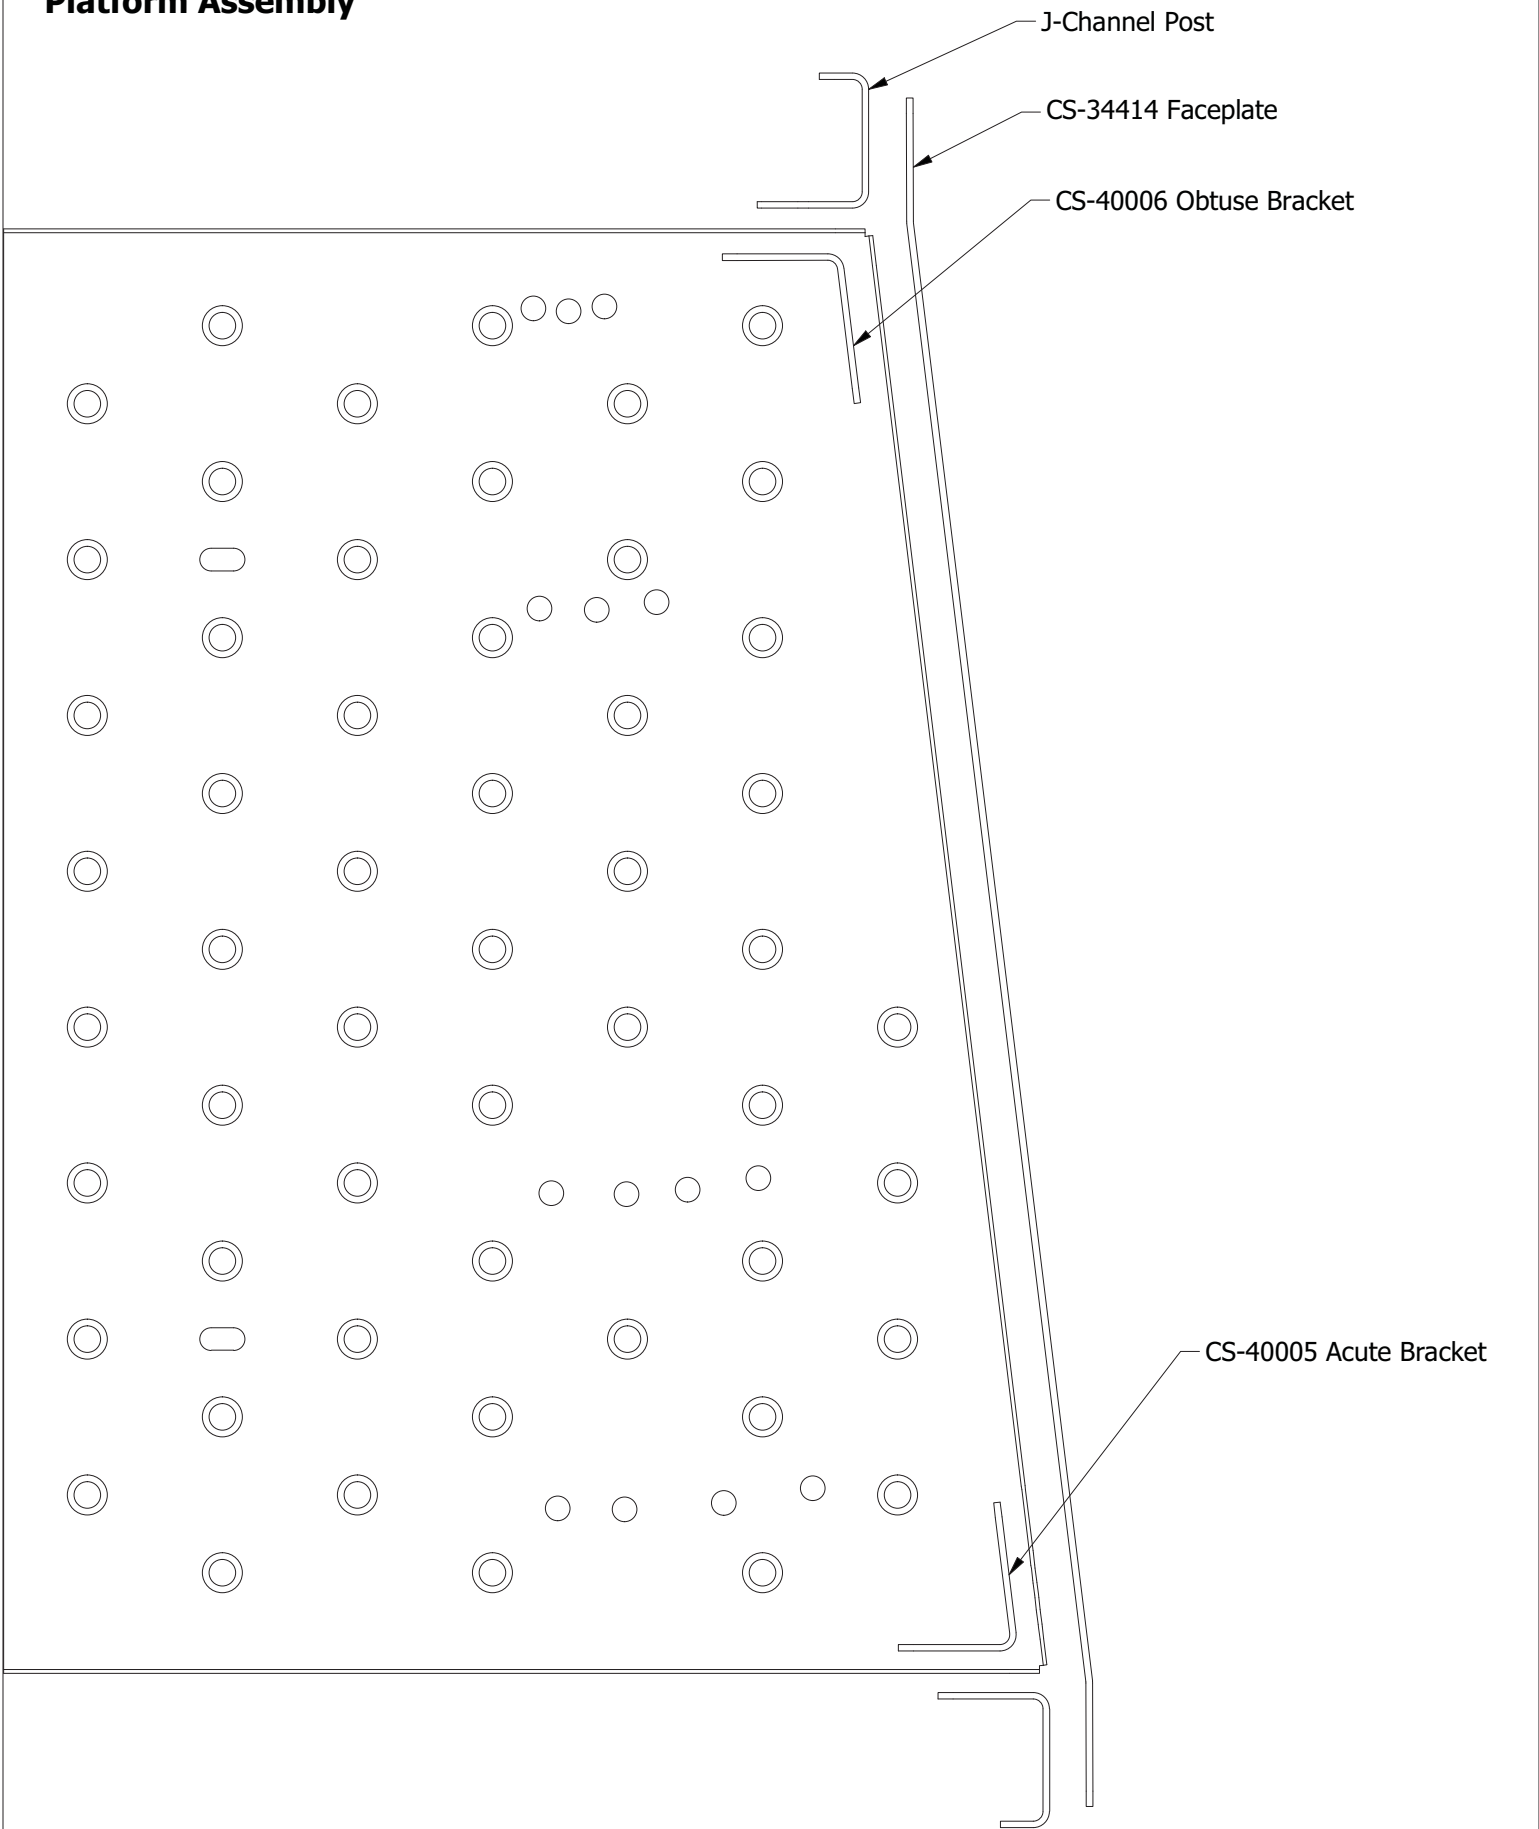 Platform Assembly
J-Channel Post
CS-34414 Faceplate
CS-40006 Obtuse Bracket
CS-40005 Acute Bracket